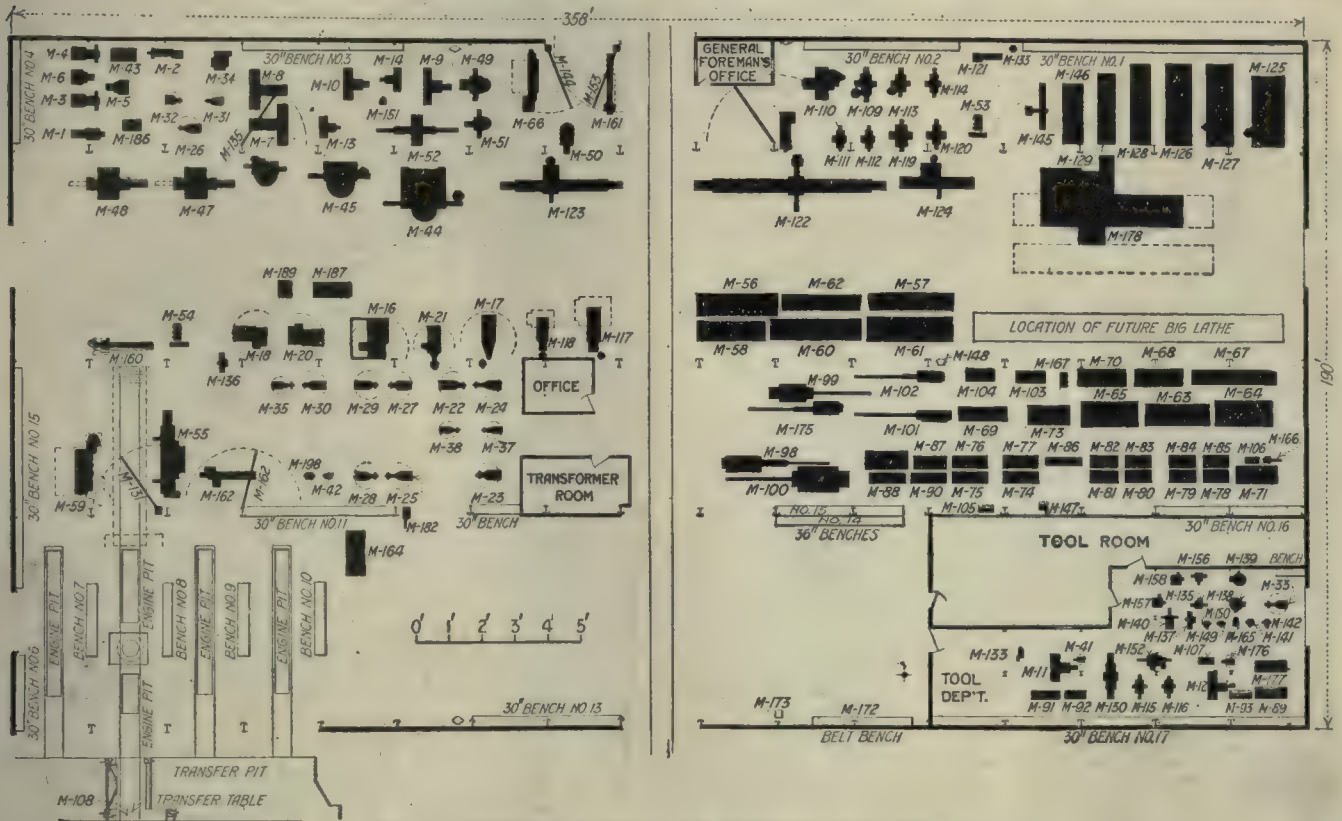 358'
30" BENCH NO.4
M-4
M-43
M-2
M-34
30" BENCH NO.3
M-8
M-10
M-14
M-9
M-49
M-144
M-153
M-6
M-5
M-3
M-32
M-31
M-151
M-66
M-161
M-1
M-186
M-26
M-135
M-7
M-13
M-52
M-51
M-50
M-48
M-47
M-45
M-44
M-123
GENERAL
FOREMAN'S
OFFICE
30" BENCH NO.2
M-121
M-133
30" BENCH NO.1
M-146
M-125
M-110
M-109
M-113
M-114
M-53
M-145
M-111
M-112
M-119
M-120
M-129
M-128
M-126
M-127
M-122
M-124
M-178
190'
M-189
M-187
M-54
M-16
M-21
M-17
M-160
M-18
M-20
M-118
M-117
M-136
OFFICE
M-35
M-30
M-29
M-27
M-22
M-24
M-38
M-37
30" BENCH NO 15
M-55
M-59
M-131
M-162
M-162
M-198
M-42
M-28
M-25
M-23
TRANSFORMER
ROOM
30" BENCH NO 11
M-182
30" BENCH
M-164
M-56
M-62
M-57
LOCATION OF FUTURE BIG LATHE
M-58
M-60
M-61
M-148
M-167
M-70
M-68
M-67
M-99
M-102
M-104
M-103
M-65
M-63
M-64
M-175
M-101
M-69
M-73
M-98
M-87
M-76
M-77
M-86
M-82
M-83
M-84
M-85
M-106
M-166
M-100
M-88
M-90
M-75
M-74
M-81
M-80
M-79
M-78
M-71
NO. 15
NO. 14
36" BENCHES
M-105
M-147
30" BENCH NO.16
TOOL ROOM
M-156
M-139
BENCH
M-158
M-33
M-157
M-135
M-138
M-150
M-140
M-142
M-137
M-149
M-165
M-141
M-133
M-41
M-152
M-107
M-176
M-11
M-12
M-177
TOOL
DEP'T.
M-91
M-92
M-130
M-115
M-116
M-93
M-89
M-173
M-172
BELT BENCH
30" BENCH NO.17
30" BENCH NO 6
ENGINE PIT
BENCH NO.7
ENGINE PIT
ENGINE PIT
BENCH NO.8
ENGINE PIT
BENCH NO.9
ENGINE PIT
BENCH NO.10
0' 1' 2' 3' 4' 5'
30" BENCH NO 13
TRANSFER PIT
M-108
TRANSFER TABLE